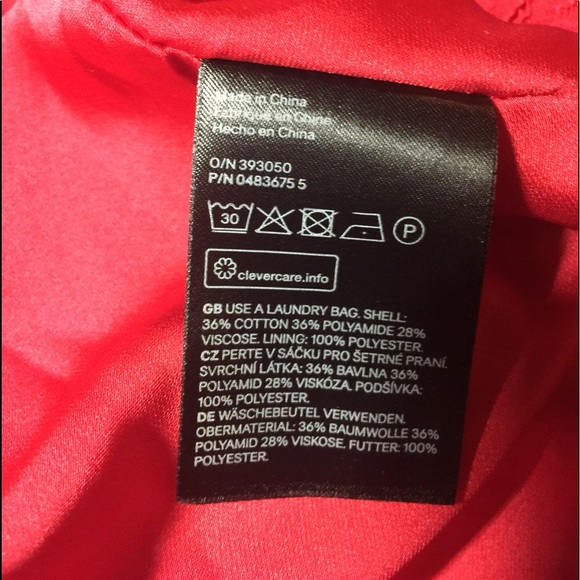 Made in China
Fabriqué en Chine
Hecho en China
O/N 393050
P/N 0483675 5
30 P
clevercare.info
GB USE A LAUNDRY BAG. SHELL:
36% COTTON 36% POLYAMIDE 28%
VISCOSE. LINING: 100% POLYESTER.
CZ PERTE V SÁČKU PRO ŠETRNÉ PRANÍ.
SVRCHNÍ LÁTKA: 36% BAVLNA 36%
POLYAMID 28% VISKÓZA. PODŠÍVKA:
100% POLYESTER.
DE WÄSCHEBEUTEL VERWENDEN.
OBERMATERIAL: 36% BAUMWOLLE 36%
POLYAMID 28% VISKOSE. FUTTER: 100%
POLYESTER.